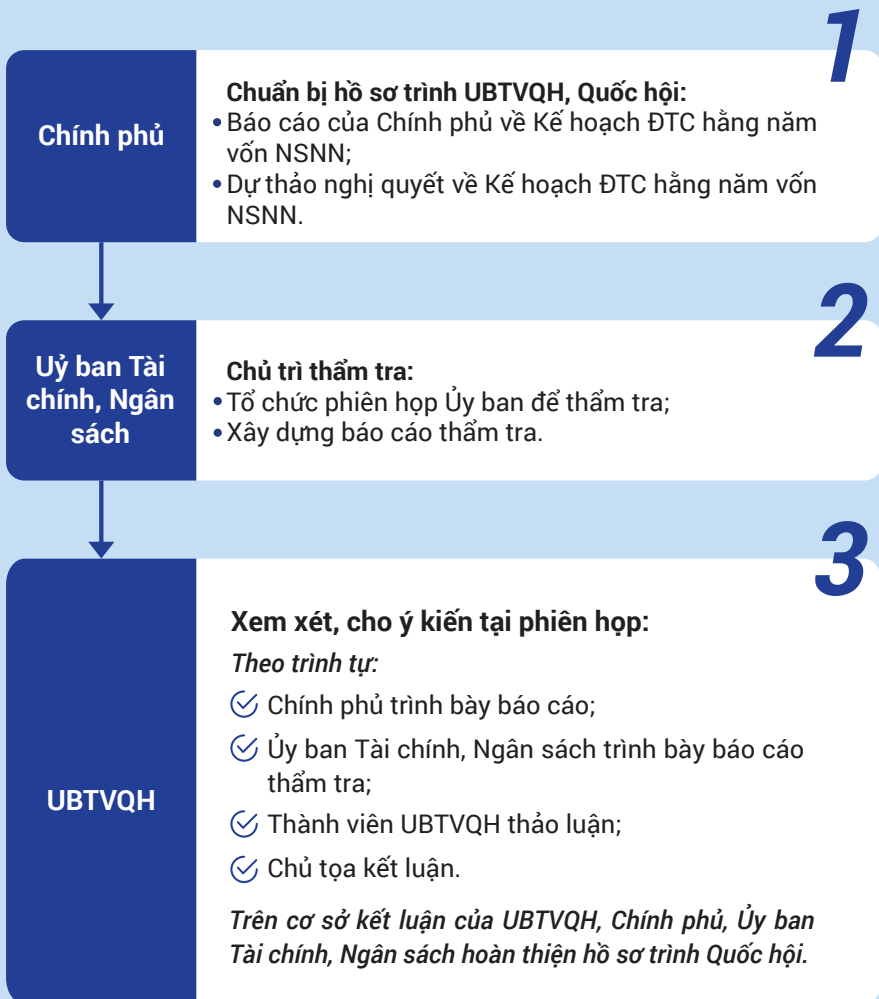 1
Chính phủ
Chuẩn bị hồ sơ trình UBTVQH, Quốc hội:
• Báo cáo của Chính phủ về Kế hoạch ĐTC hằng năm
vốn NSNN;
• Dự thảo nghị quyết về Kế hoạch ĐTC hằng năm vốn
NSNN.
2
Uỷ ban Tài
chính, Ngân
sách
Chủ trì thẩm tra:
• Tổ chức phiên họp Ủy ban để thẩm tra;
• Xây dựng báo cáo thẩm tra.
3
UBTVQH
Xem xét, cho ý kiến tại phiên họp:
Theo trình tự:
Chính phủ trình bày báo cáo;
Ủy ban Tài chính, Ngân sách trình bày báo cáo
thẩm tra;
Thành viên UBTVQH thảo luận;
Chủ tọa kết luận.
Trên cơ sở kết luận của UBTVQH, Chính phủ, Ủy ban
Tài chính, Ngân sách hoàn thiện hồ sơ trình Quốc hội.